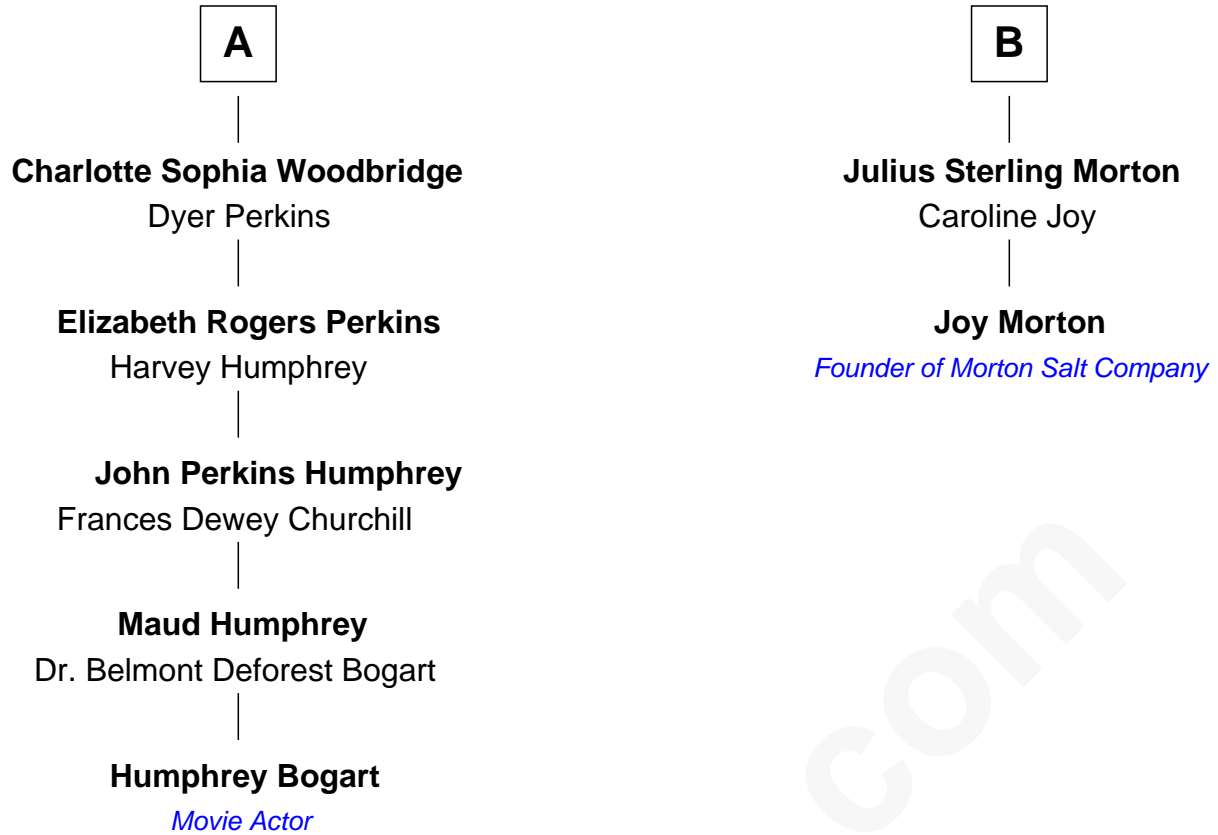 A
Charlotte Sophia Woodbridge
Dyer Perkins
Elizabeth Rogers Perkins
Harvey Humphrey
John Perkins Humphrey
Frances Dewey Churchill
Maud Humphrey
Dr. Belmont Deforest Bogart
Humphrey Bogart
Movie Actor
B
Julius Sterling Morton
Caroline Joy
Joy Morton
Founder of Morton Salt Company
com